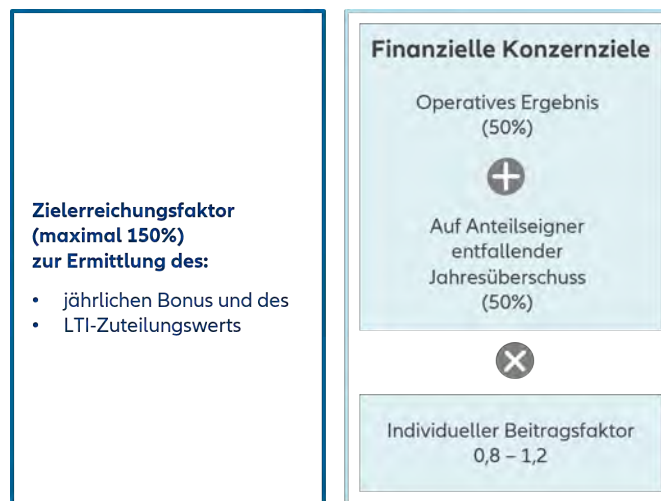 Zielerreichungsfaktor
(maximal 150%)
zur Ermittlung des:
• jährlichen Bonus und des
• LTI-Zuteilungswerts
Finanzielle Konzernziele
Operatives Ergebnis
(50%)
+
Auf Anteilseigner
entfallender
Jahresüberschuss
(50%)
×
Individueller Beitragsfaktor
0,8 – 1,2